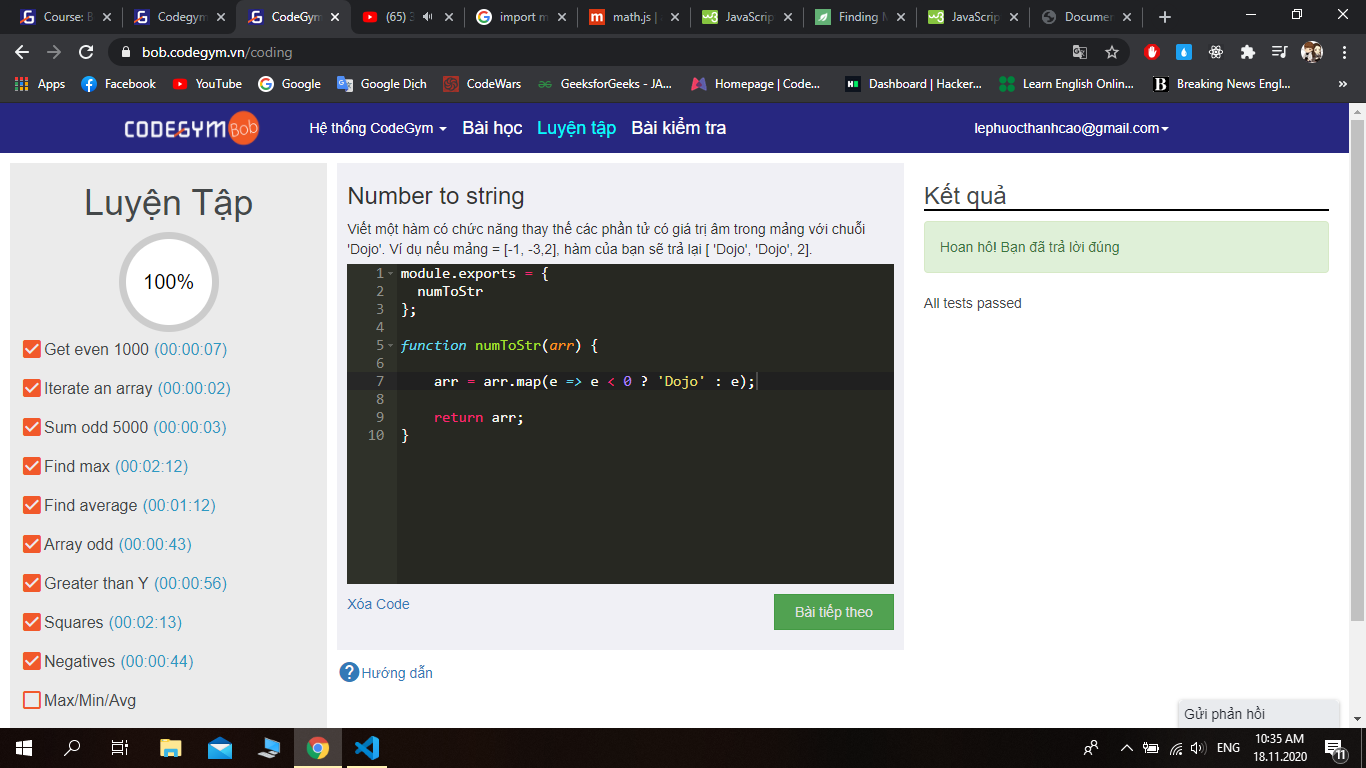 Course: B
Codegym
CodeGym
(65) 3
import m
math.js |
JavaScrip
Finding M
JavaScrip
Documen
bob.codegym.vn/coding
Apps
Facebook
YouTube
Google
Google Dịch
CodeWars
GeeksforGeeks - JA...
Homepage | Code...
Dashboard | Hacker...
Learn English Onlin...
Breaking News Engl...
»
CODEGYM Bob
Hệ thống CodeGym
Bài học
Luyện tập
Bài kiểm tra
lephuocthanhcao@gmail.com
Luyện Tập
100%
Get even 1000 (00:00:07)
Iterate an array (00:00:02)
Sum odd 5000 (00:00:03)
Find max (00:02:12)
Find average (00:01:12)
Array odd (00:00:43)
Greater than Y (00:00:56)
Squares (00:02:13)
Negatives (00:00:44)
Max/Min/Avg
Number to string
Viết một hàm có chức năng thay thế các phần tử có giá trị âm trong mảng với chuỗi
'Dojo'. Ví dụ nếu mảng = [-1, -3,2], hàm của bạn sẽ trả lại [ 'Dojo', 'Dojo', 2].
1 module.exports = {
2 numToStr
3 };
4
5 function numToStr(arr) {
6
7 arr = arr.map(e => e < 0 ? 'Dojo' : e);
8
9 return arr;
10 }
Xóa Code
Bài tiếp theo
? Hướng dẫn
Kết quả
Hoan hô! Bạn đã trả lời đúng
All tests passed
Gửi phản hồi
ENG
10:35 AM
18.11.2020
11